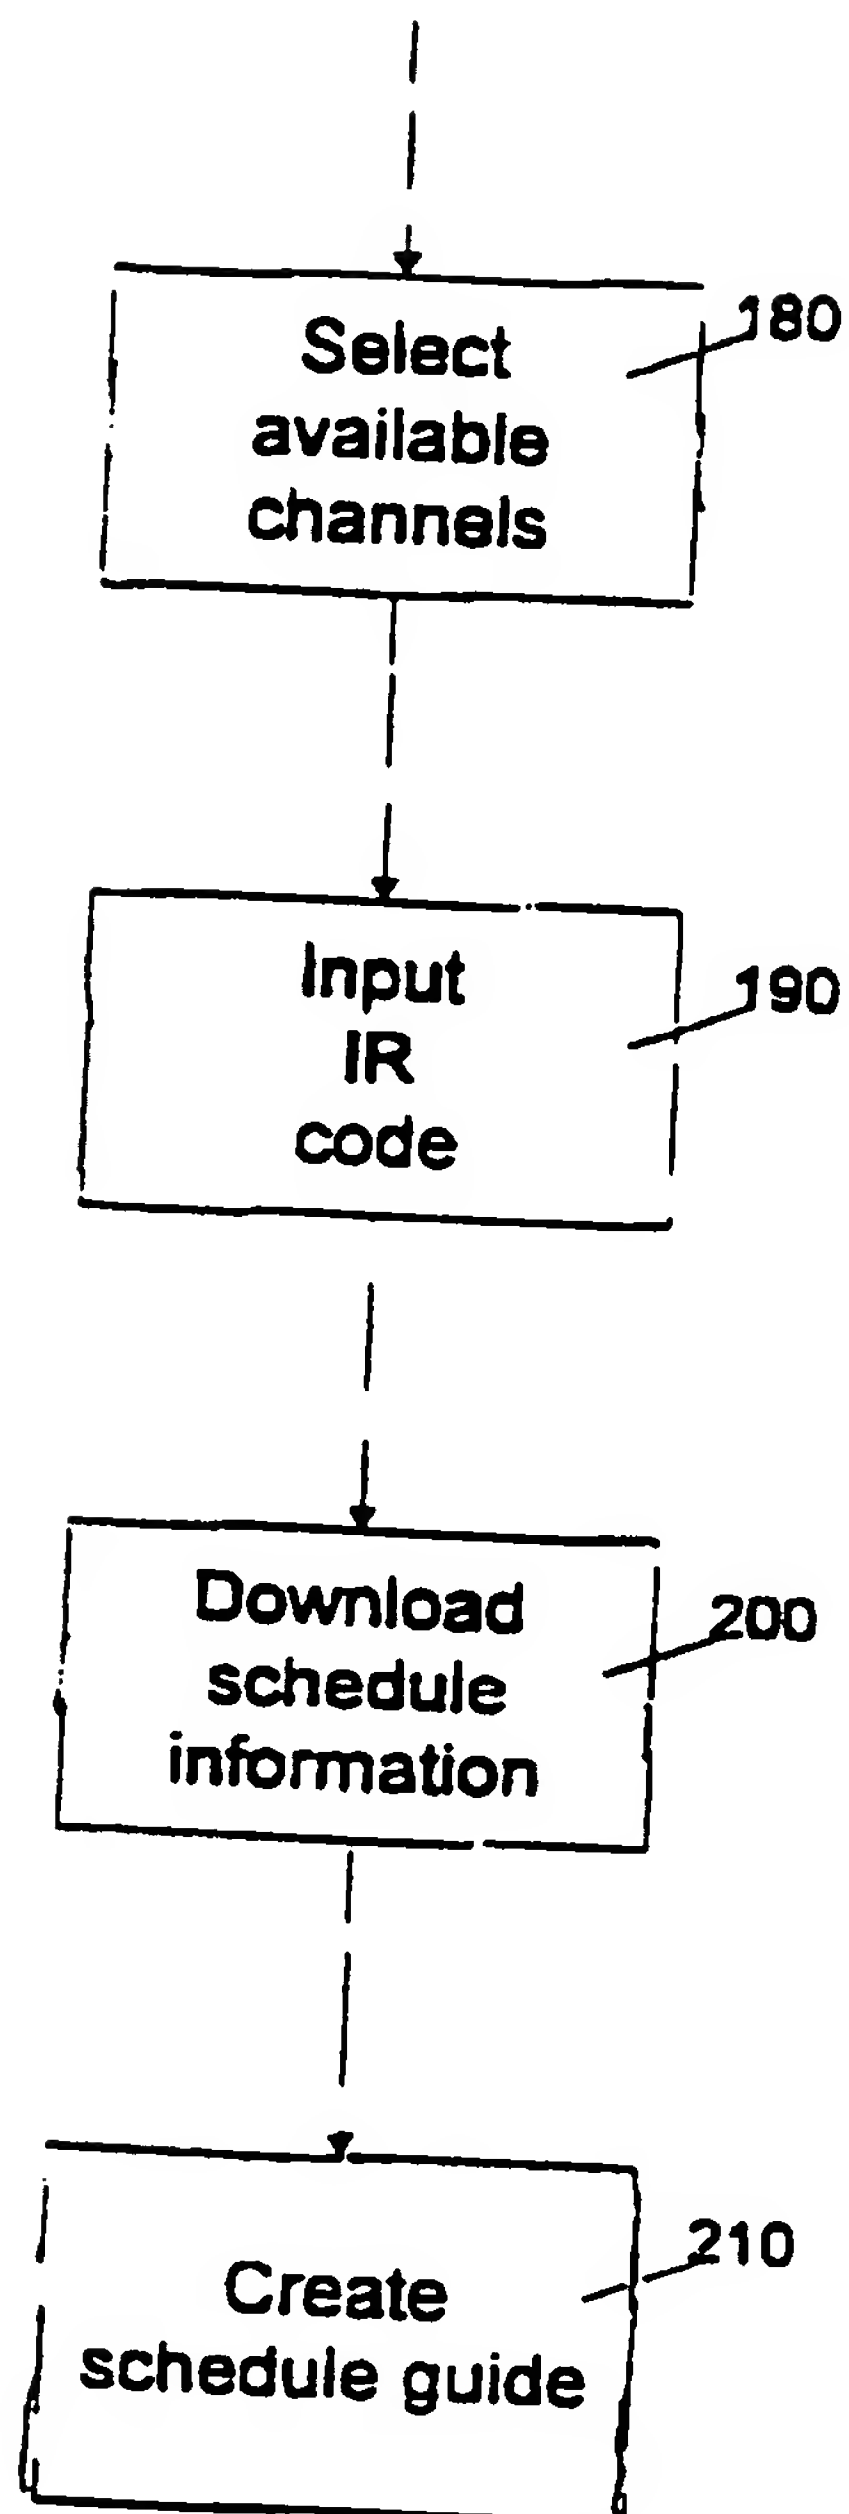 Select
available
channels
180
Input
IR
code
190
Download
schedule
information
200
Create
schedule guide
210